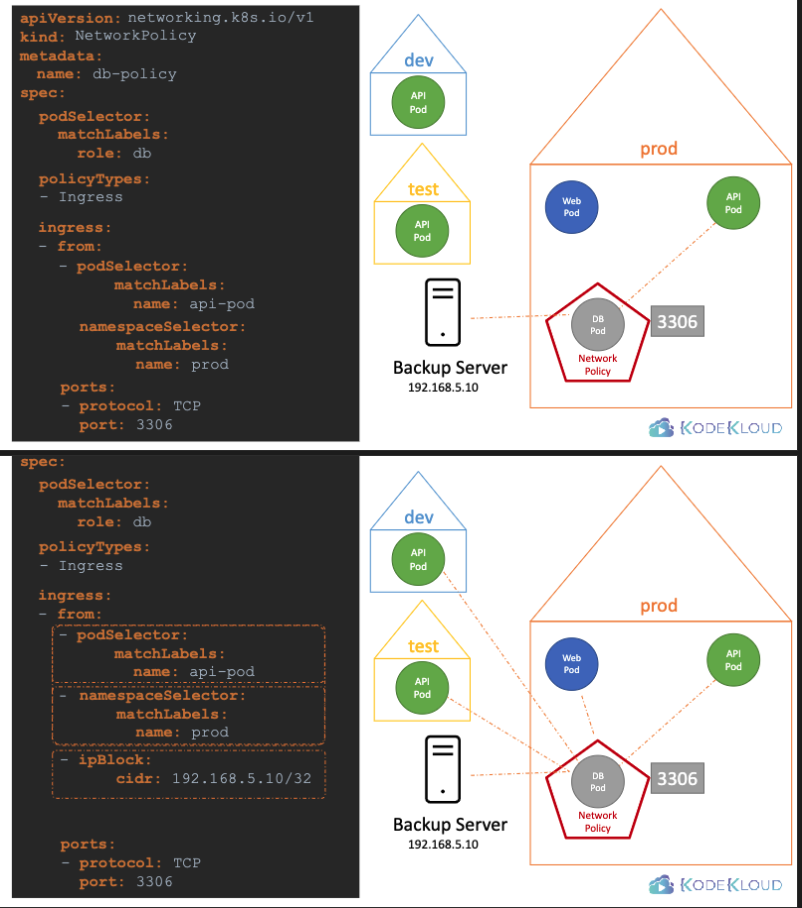 apiVersion: networking.k8s.io/v1
kind: NetworkPolicy
metadata:
name: db-policy
spec:
podSelector:
matchLabels:
role: db
policyTypes:
- Ingress
ingress:
- from:
- podSelector:
matchLabels:
name: api-pod
namespaceSelector:
matchLabels:
name: prod
ports:
- protocol: TCP
port: 3306
dev
API
Pod
test
API
Pod
Backup Server
192.168.5.10
prod
Web
Pod
API
Pod
DB
Pod
Network
Policy
3306
KODEKLOUD
spec:
podSelector:
matchLabels:
role: db
policyTypes:
- Ingress
ingress:
- from:
- podSelector:
matchLabels:
name: api-pod
- namespaceSelector:
matchLabels:
name: prod
- ipBlock:
cidr: 192.168.5.10/32
ports:
- protocol: TCP
port: 3306
dev
API
Pod
test
API
Pod
Backup Server
192.168.5.10
prod
Web
Pod
API
Pod
DB
Pod
Network
Policy
3306
KODEKLOUD